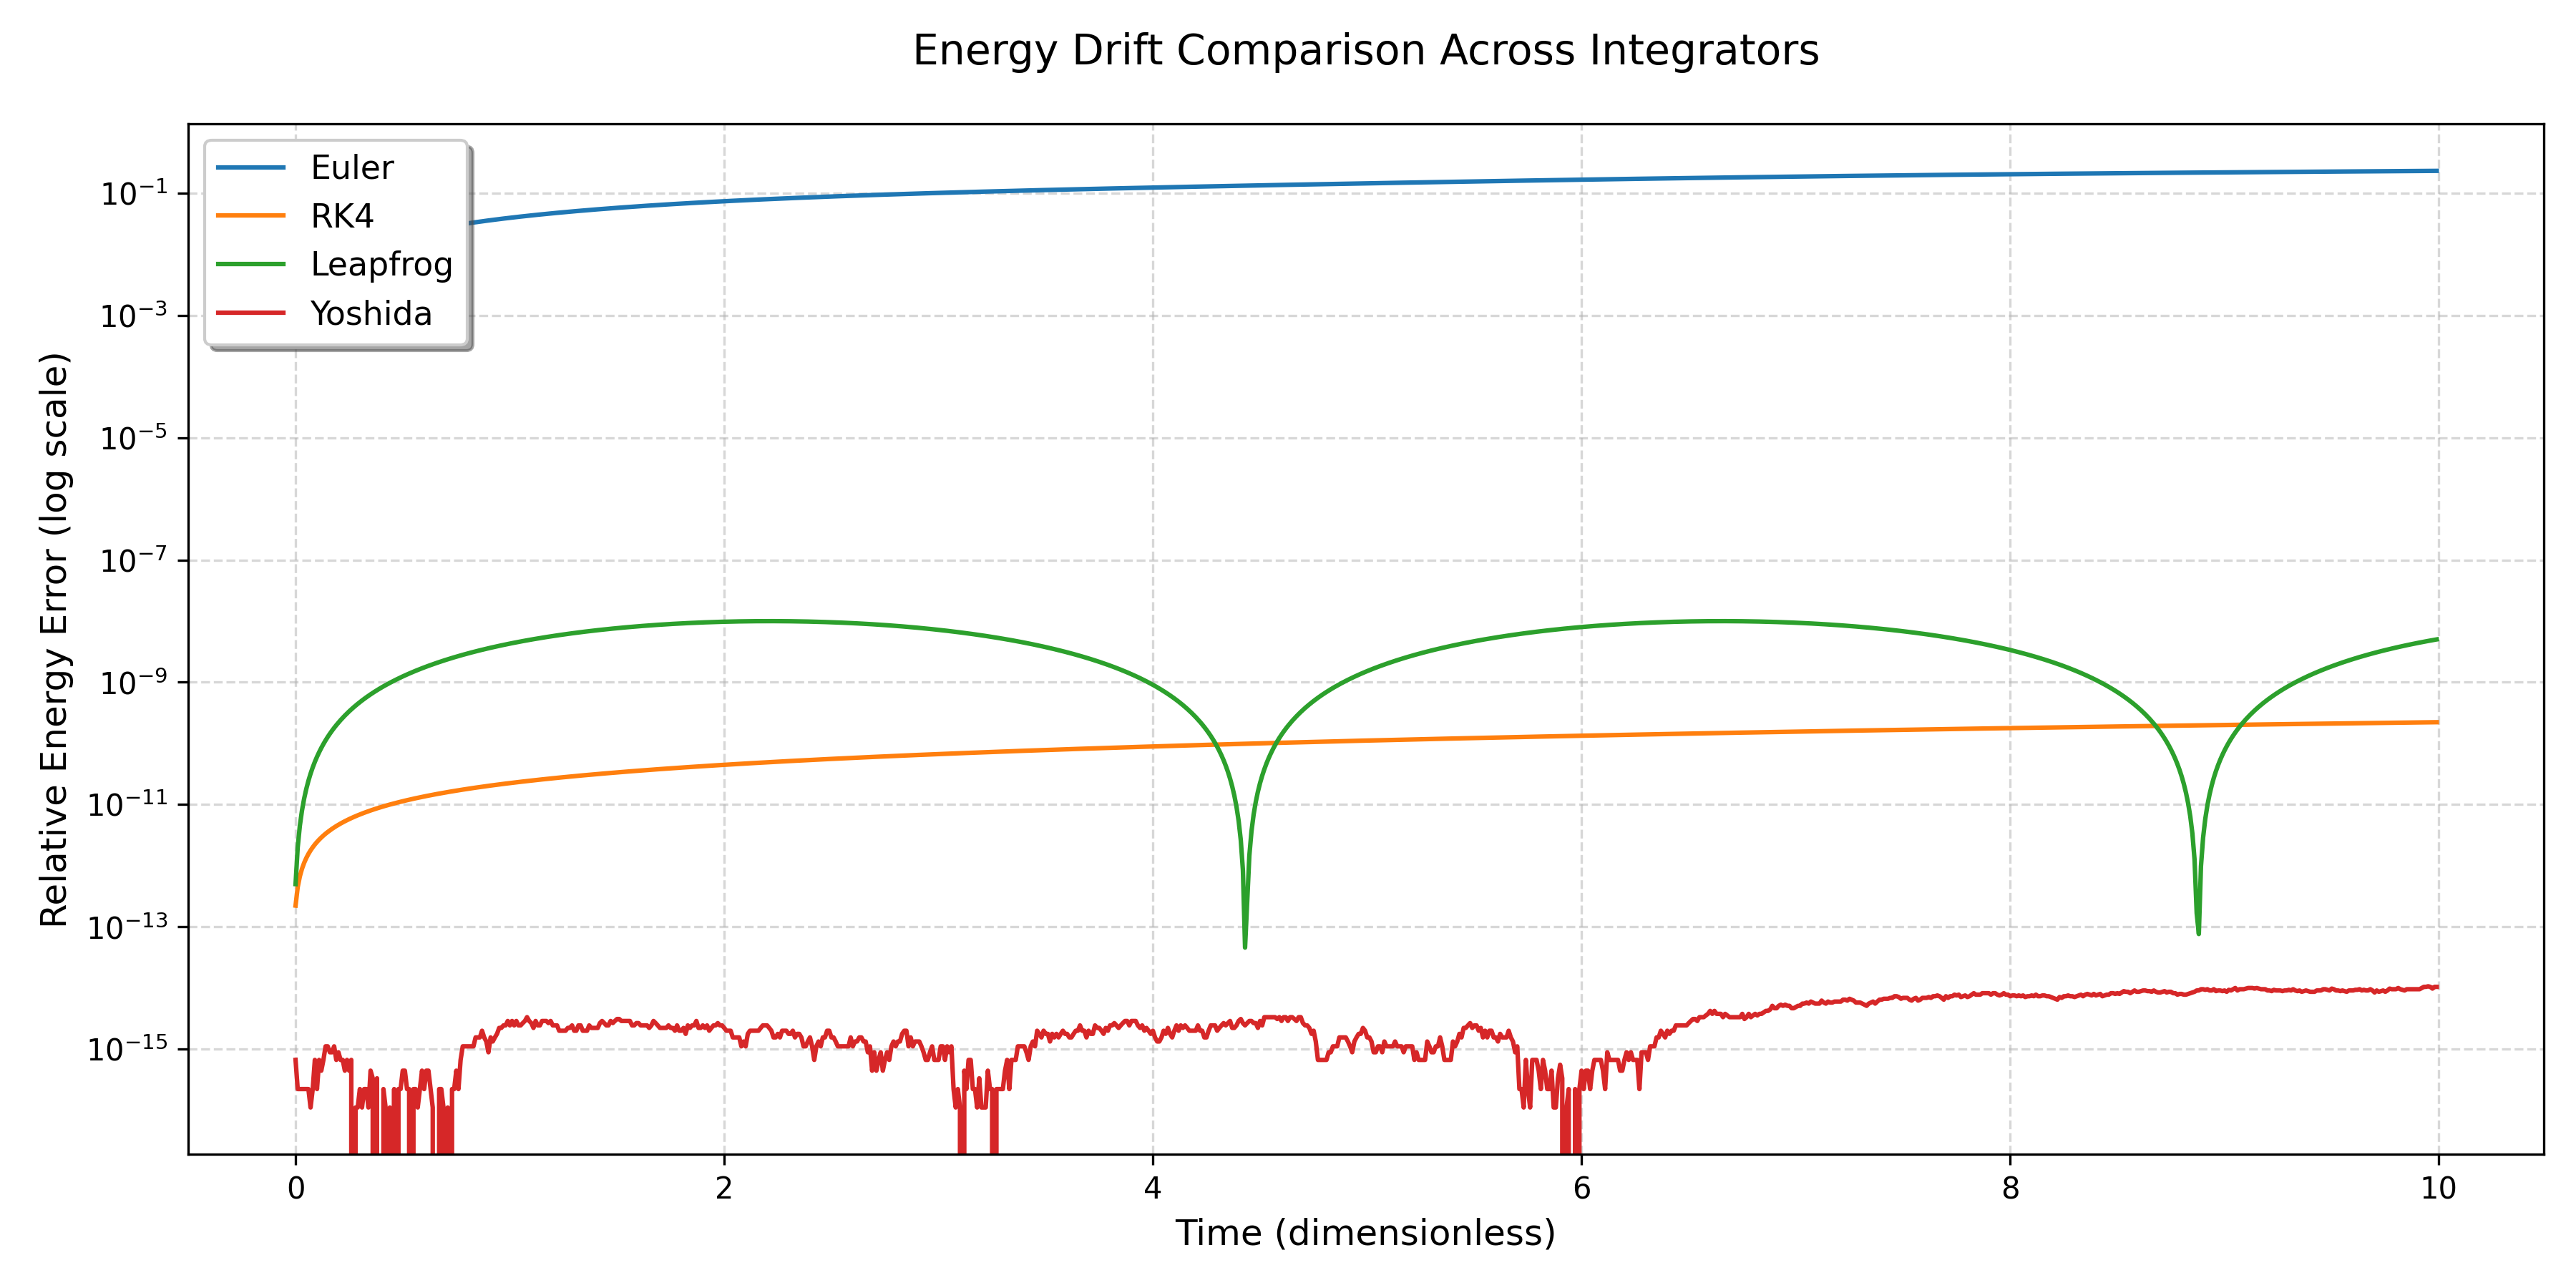 Energy Drift Comparison Across Integrators
Euler
RK4
Leapfrog
Yoshida
Relative Energy Error (log scale)
10⁻¹
10⁻³
10⁻⁵
10⁻⁷
10⁻⁹
10⁻¹¹
10⁻¹³
10⁻¹⁵
0 2 4 6 8 10
Time (dimensionless)